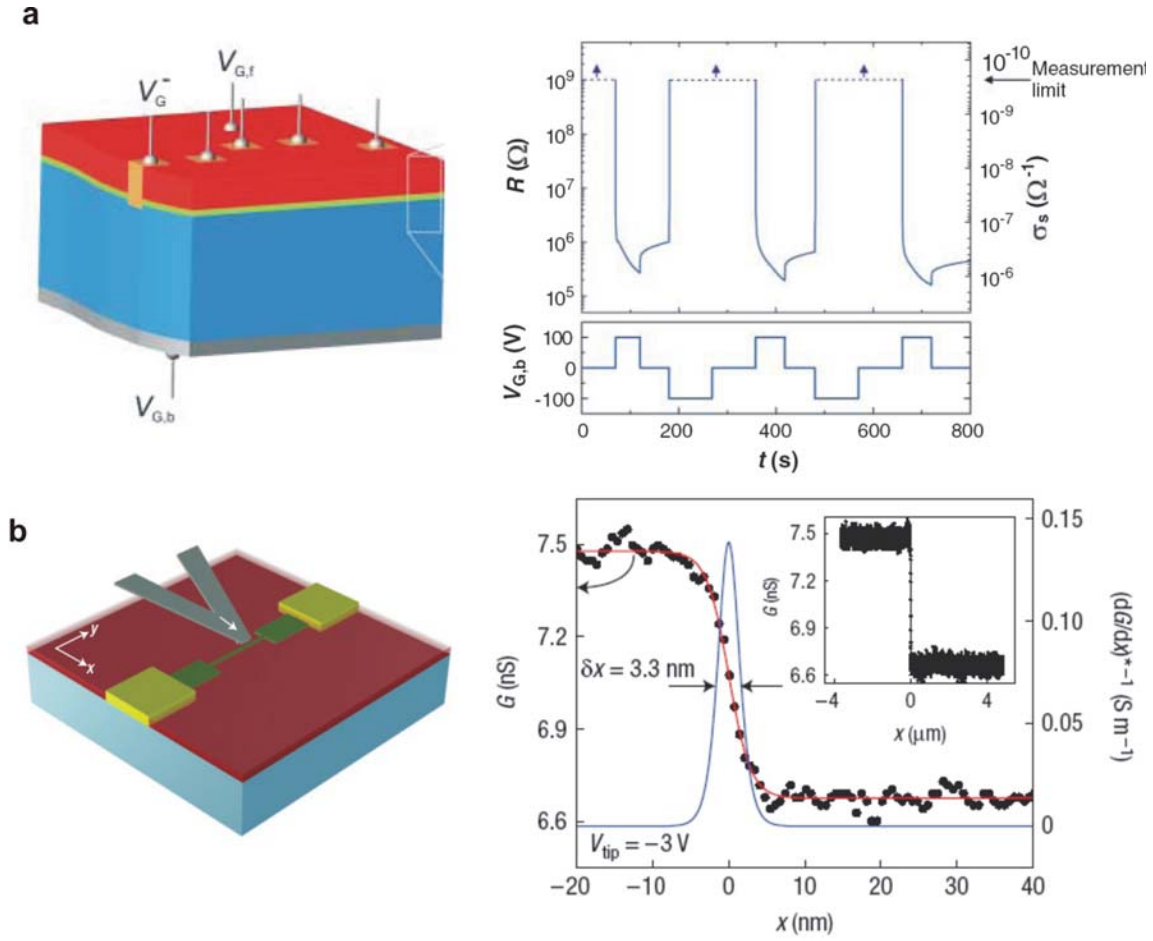 a
V_G,f
V_G^-
V_G,b
10^9
10^8
10^7
10^6
10^5
R (Ω)
10^-10
10^-9
10^-8
10^-7
10^-6
σ_s (Ω^-1)
Measurement
limit
100
0
-100
V_G,b (V)
0 200 400 600 800
t (s)
b
y
x
7.5
7.2
6.9
6.6
G (nS)
δx = 3.3 nm
V_tip = −3 V
7.5
7.2
6.9
6.6
G (nS)
−4 0 4
x (μm)
0.15
0.10
0.05
0
(dG/dx)*^−1 (S m^−1)
−20 −10 0 10 20 30 40
x (nm)